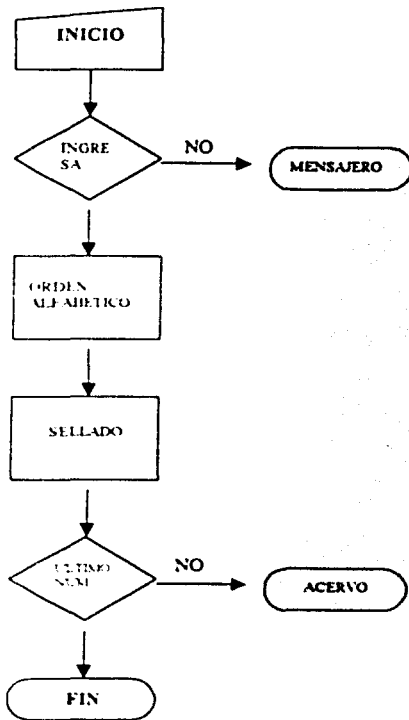 INICIO
INGRE
SA
NO
MENSAJERO
ORDEN
ALFABETICO
SELLADO
ULTIMO
NUM
NO
ACERVO
FIN